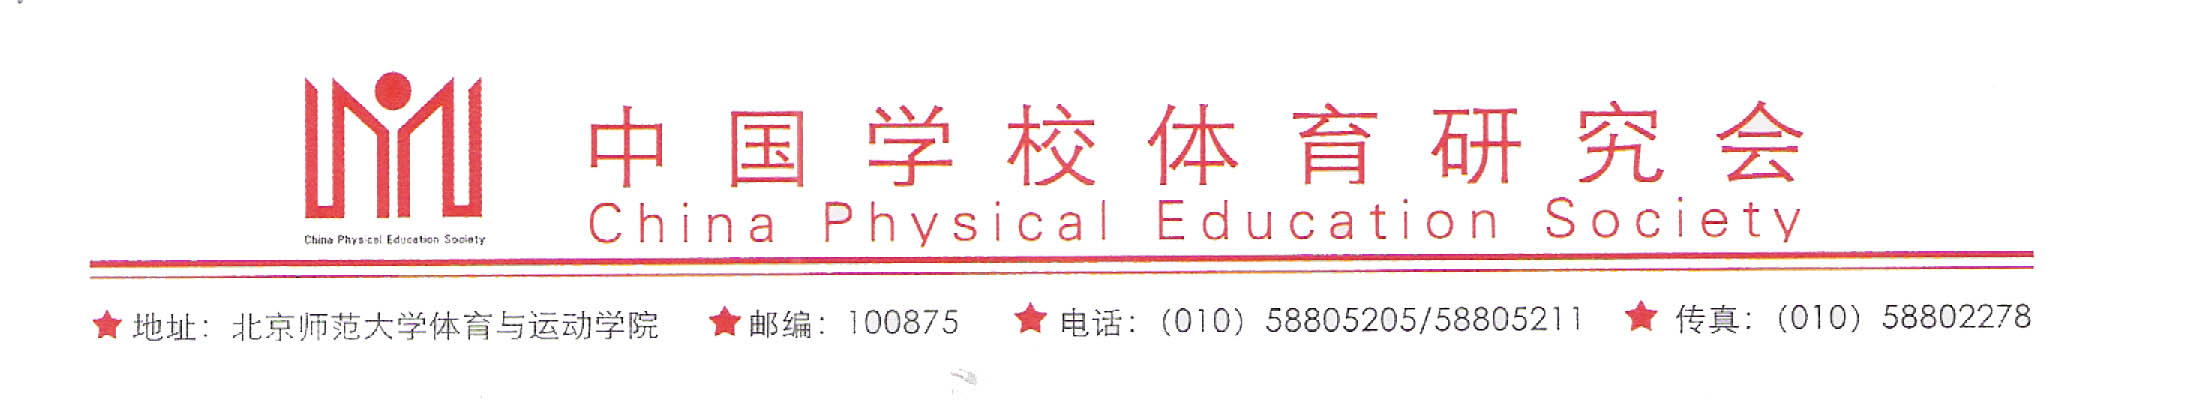 中国学校体育研究会
China Physical Education Society
China Physical Education Society
★地址：北京师范大学体育与运动学院 ★邮编：100875 ★电话：（010）58805205/58805211 ★传真：（010）58802278